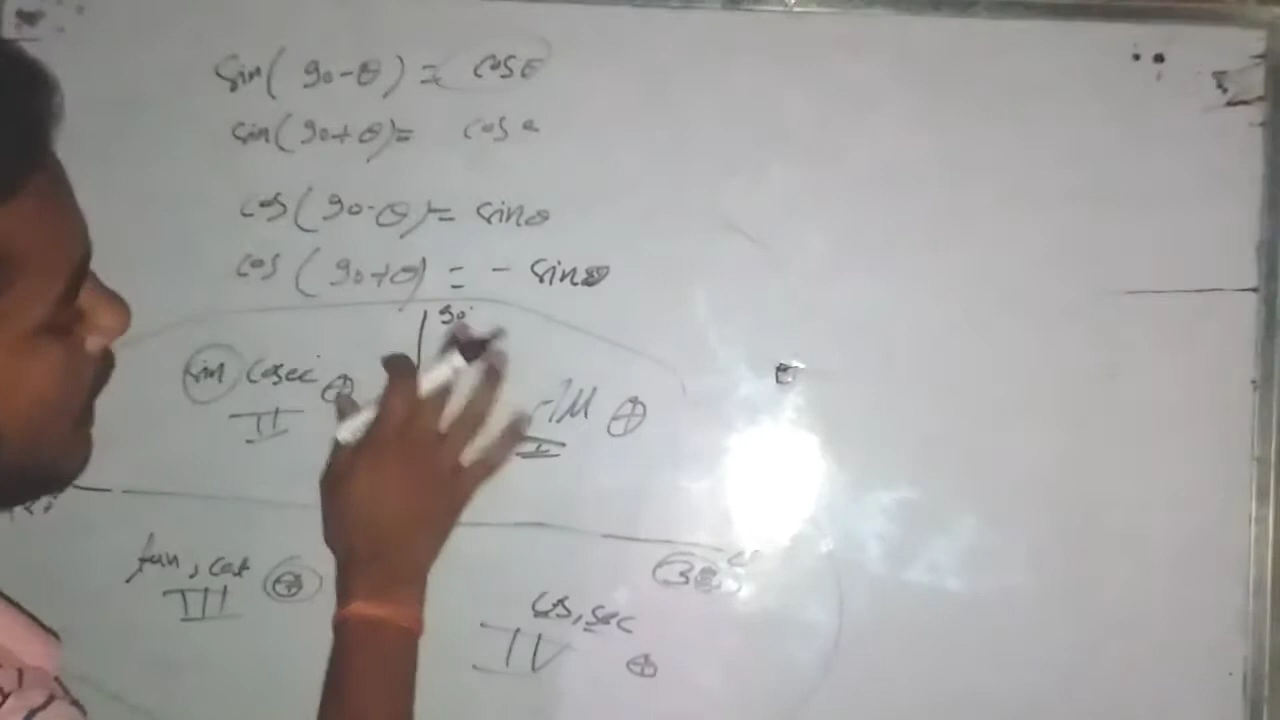 sin(90-θ) = cosθ
sin(90+θ)= cosθ
cos(90-θ)= sinθ
cos(90+θ) = - sinθ
90°
sin cosec ⊕
II
All ⊕
I
tan, cot ⊕
III
cos, sec
IV ⊕